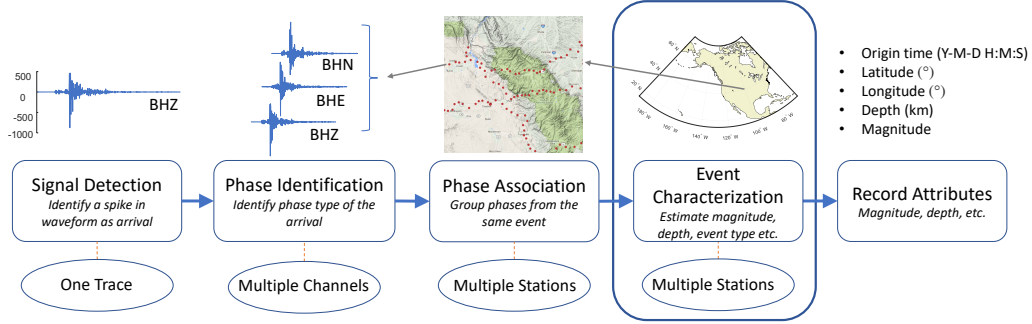 500
0
-500
-1000
BHZ
BHN
BHE
BHZ
• Origin time (Y-M-D H:M:S)
• Latitude (°)
• Longitude (°)
• Depth (km)
• Magnitude
Signal Detection
Identify a spike in
waveform as arrival
Phase Identification
Identify phase type of the
arrival
Phase Association
Group phases from the
same event
Event
Characterization
Estimate magnitude,
depth, event type etc.
Record Attributes
Magnitude, depth, etc.
One Trace
Multiple Channels
Multiple Stations
Multiple Stations